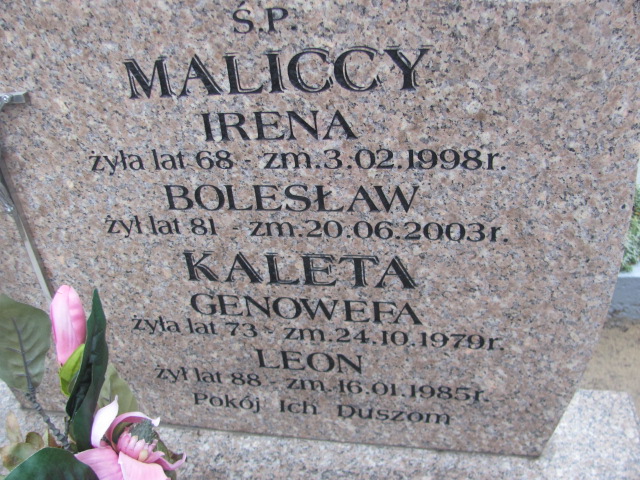 Ś.P.
MALICCY
IRENA
żyła lat 68 - zm.3.02.1998r.
BOLESŁAW
żył lat 81 - zm.20.06.2003r.
KALETA
GENOWEFA
żyła lat 73 - zm.24.10.1979r.
LEON
żył lat 88 - zm.16.01.1985r.
Pokój Ich Duszom